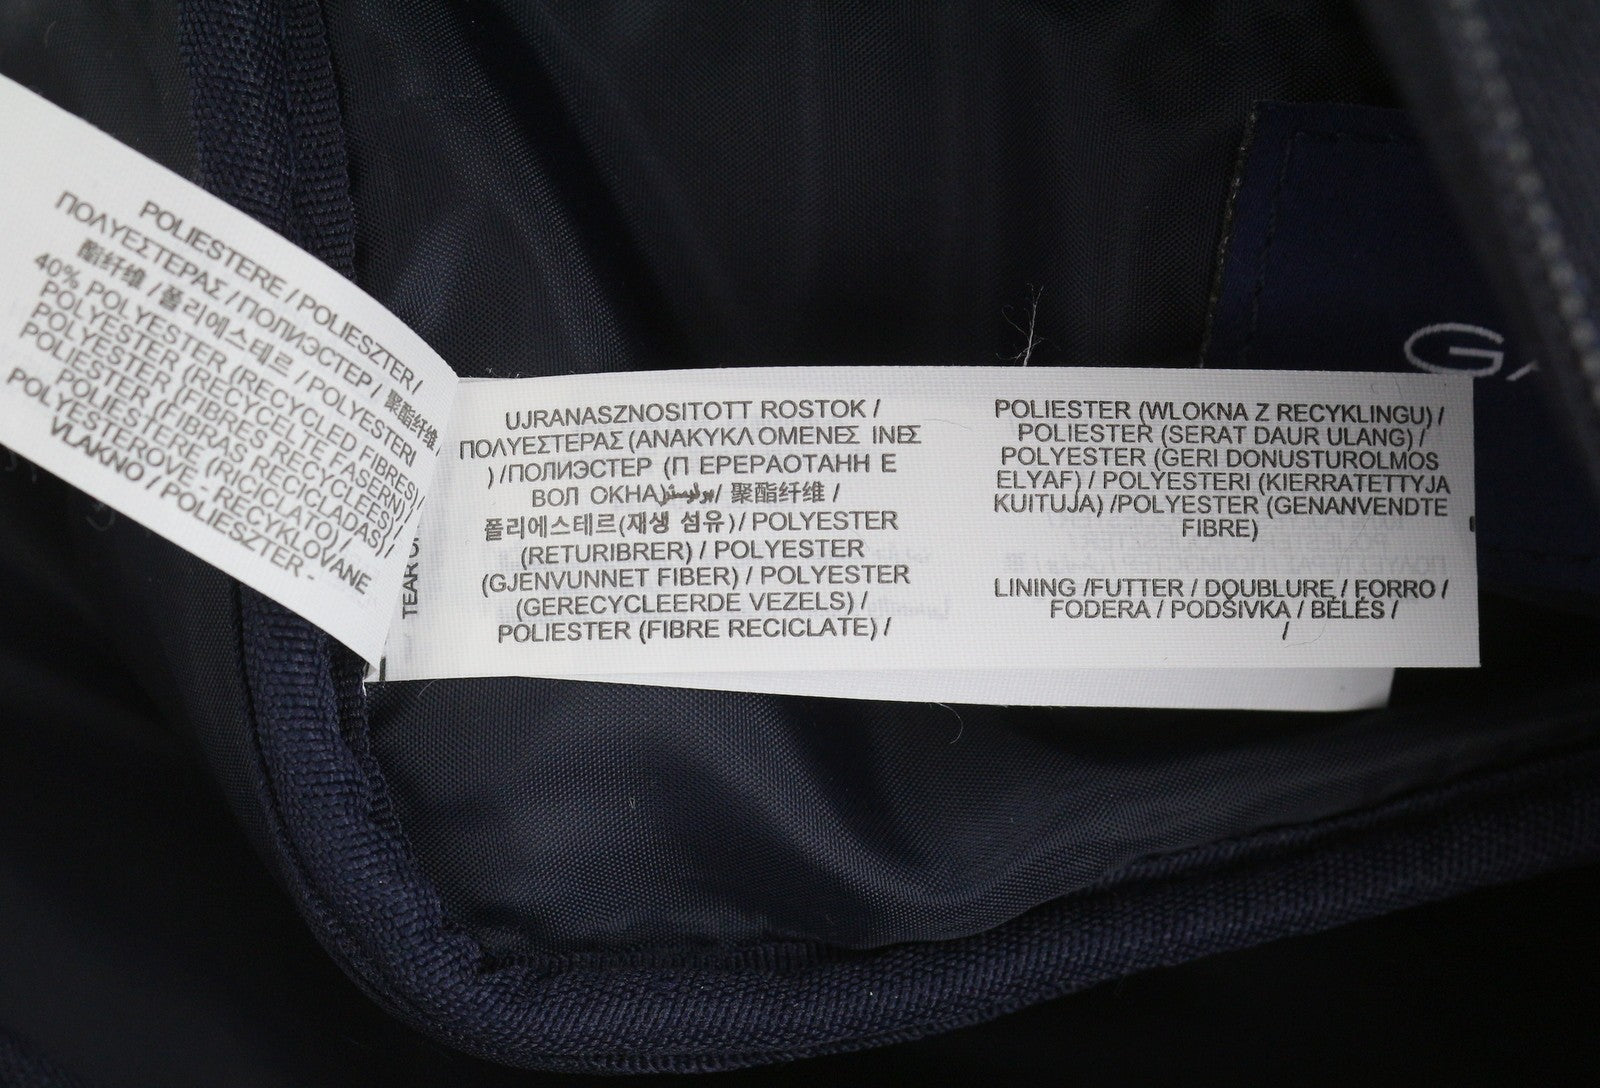 POLIESTERE / POLIESZTER /
ΠΟΛΥΕΣΤΕΡΑΣ / ПОЛИЭСТЕР / 聚酯纤维
酯纤维 / 폴리에스테르 / POLYESTERI
40% POLYESTER (RECYCLED FIBRES) /
POLYESTER (RECYCELTE FASERN) /
POLYESTER (FIBRES RECYCLEES) /
POLIESTER (FIBRAS RECICLADAS) /
POLIESTERE (RICICLATO) /
POLYESTEROVE - RECYKLOVANE
VLAKNO / POLIESZTER -
TEAR
UJRANASZNOSITOTT ROSTOK /
ΠΟΛΥΕΣΤΕΡΑΣ (ΑΝΑΚΥΚΛ ΟΜΕΝΕΣ ΙΝΕΣ
) /ПОЛИЭСТЕР (П ЕРЕРАОТАНН Е
ВОЛ ОКНА) / 聚酯纤维 /
폴리에스테르(재생 섬유) / POLYESTER
(RETURIBRER) / POLYESTER
(GJENVUNNET FIBER) / POLYESTER
(GERECYCLEERDE VEZELS) /
POLIESTER (FIBRE RECICLATE) /
POLIESTER (WLOKNA Z RECYKLINGU) /
POLIESTER (SERAT DAUR ULANG) /
POLYESTER (GERI DONUSTUROLMOS
ELYAF) / POLYESTERI (KIERRATETTYJA
KUITUJA) /POLYESTER (GENANVENDTE
FIBRE)
LINING /FUTTER / DOUBLURE / FORRO /
FODERA / PODŠIVKA / BÉLÉS /
/
GA